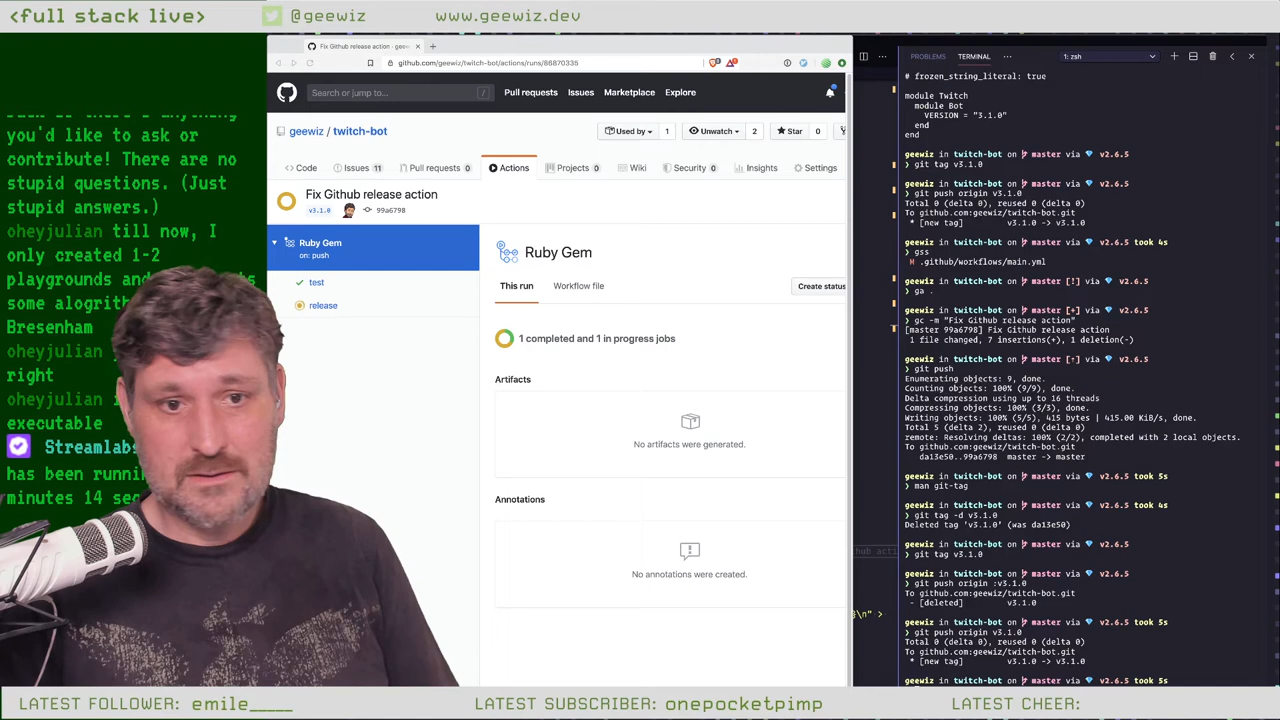 <full stack live>
@geewiz
www.geewiz.dev
you'd like to ask or
contribute! There are no
stupid questions. (Just
stupid answers.)
oheyjulian till now, I
only created 1-2
playgrounds and
some alogrith
Bresenham
oheyjulian
right
oheyjulian
executable
Streamlabs
has been runni
minutes 14 sec
Fix Github release action · geew
github.com/geewiz/twitch-bot/actions/runs/86870335
Search or jump to...
/
Pull requests
Issues
Marketplace
Explore
geewiz / twitch-bot
Used by
1
Unwatch
2
Star
0
Code
Issues 11
Pull requests 0
Actions
Projects 0
Wiki
Security 0
Insights
Settings
Fix Github release action
v3.1.0
99a6798
Ruby Gem
on: push
test
release
Ruby Gem
This run
Workflow file
Create status
1 completed and 1 in progress jobs
Artifacts
No artifacts were generated.
Annotations
No annotations were created.
PROBLEMS
TERMINAL
1: zsh
# frozen_string_literal: true
module Twitch
module Bot
VERSION = "3.1.0"
end
end
geewiz in twitch-bot on master via v2.6.5
❯ git tag v3.1.0
geewiz in twitch-bot on master via v2.6.5
❯ git push origin v3.1.0
Total 0 (delta 0), reused 0 (delta 0)
To github.com:geewiz/twitch-bot.git
* [new tag] v3.1.0 -> v3.1.0
geewiz in twitch-bot on master via v2.6.5 took 4s
❯ gss
M .github/workflows/main.yml
geewiz in twitch-bot on master [!] via v2.6.5
❯ ga .
geewiz in twitch-bot on master [+] via v2.6.5
❯ gc -m "Fix Github release action"
[master 99a6798] Fix Github release action
1 file changed, 7 insertions(+), 1 deletion(-)
geewiz in twitch-bot on master [↑] via v2.6.5
❯ git push
Enumerating objects: 9, done.
Counting objects: 100% (9/9), done.
Delta compression using up to 16 threads
Compressing objects: 100% (3/3), done.
Writing objects: 100% (5/5), 415 bytes | 415.00 KiB/s, done.
Total 5 (delta 2), reused 0 (delta 0)
remote: Resolving deltas: 100% (2/2), completed with 2 local objects.
To github.com:geewiz/twitch-bot.git
da13e50..99a6798 master -> master
geewiz in twitch-bot on master via v2.6.5 took 5s
❯ man git-tag
geewiz in twitch-bot on master via v2.6.5 took 4s
❯ git tag -d v3.1.0
Deleted tag 'v3.1.0' (was da13e50)
geewiz in twitch-bot on master via v2.6.5
❯ git tag v3.1.0
geewiz in twitch-bot on master via v2.6.5
❯ git push origin :v3.1.0
To github.com:geewiz/twitch-bot.git
- [deleted] v3.1.0
geewiz in twitch-bot on master via v2.6.5 took 5s
❯ git push origin v3.1.0
Total 0 (delta 0), reused 0 (delta 0)
To github.com:geewiz/twitch-bot.git
* [new tag] v3.1.0 -> v3.1.0
geewiz in twitch-bot on master via v2.6.5 took 5s
LATEST FOLLOWER: emile_____
LATEST SUBSCRIBER: onepocketpimp
LATEST CHEER: